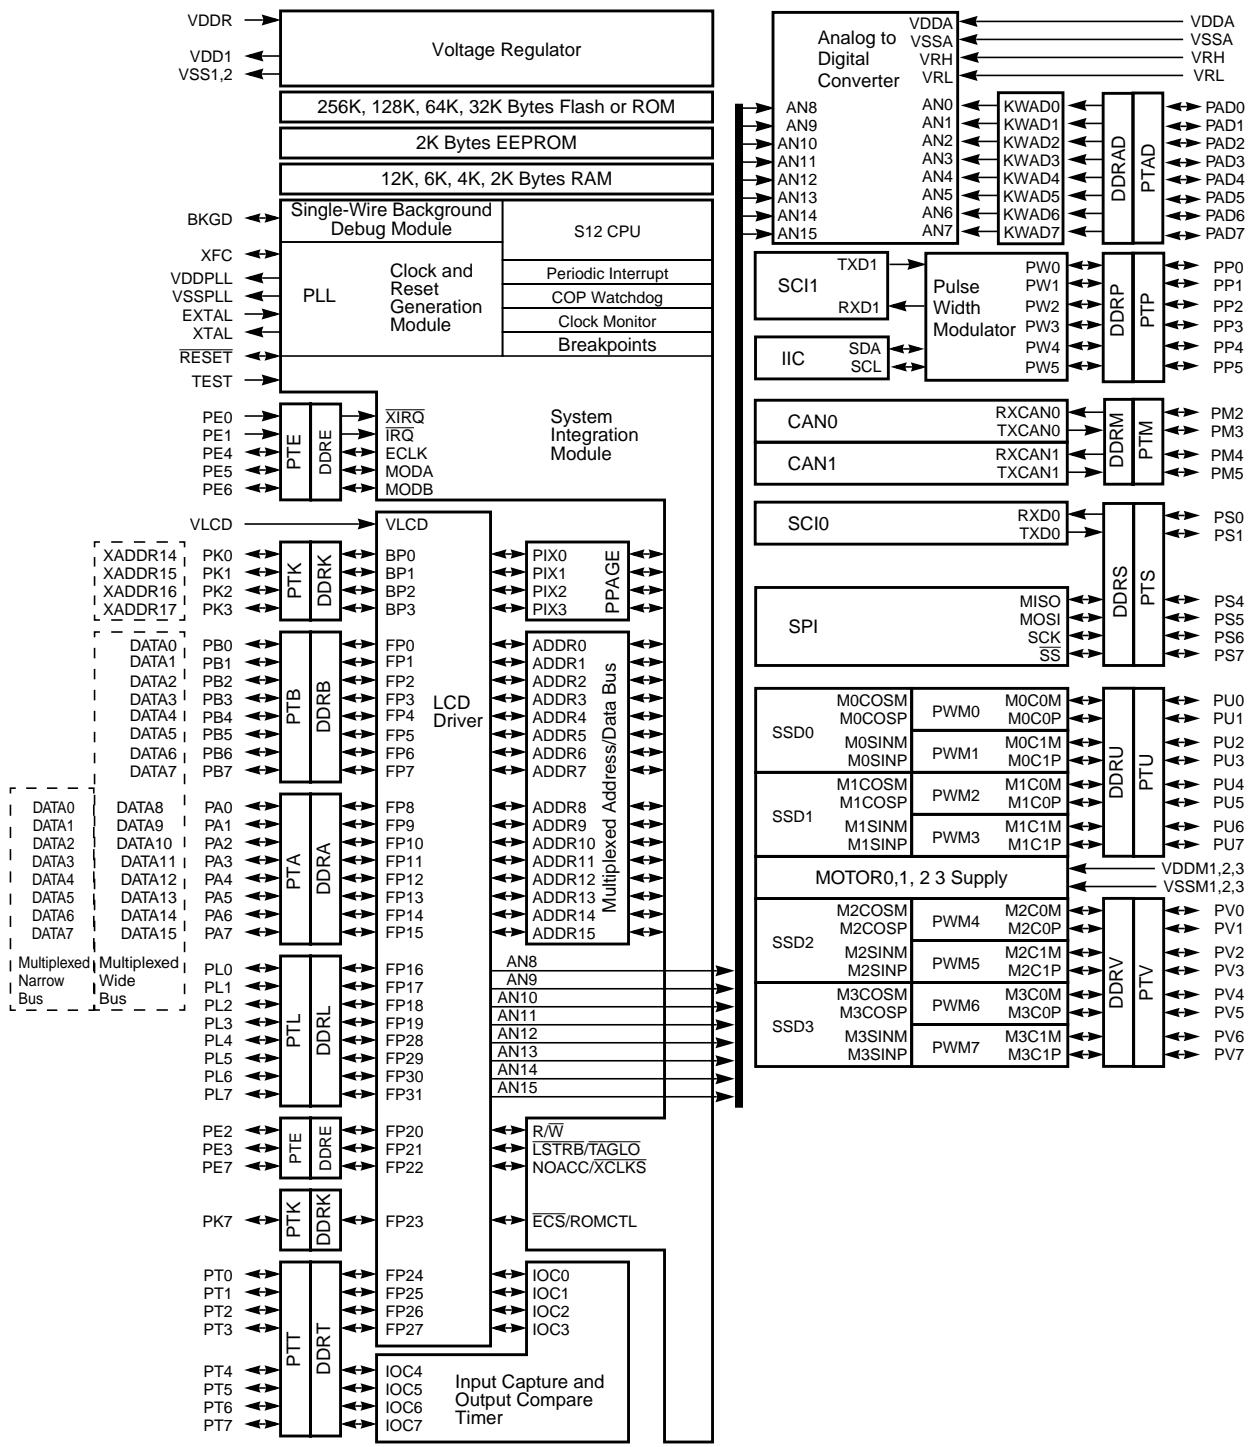 VDDR
VDD1
VSS1,2
Voltage Regulator
256K, 128K, 64K, 32K Bytes Flash or ROM
2K Bytes EEPROM
12K, 6K, 4K, 2K Bytes RAM
BKGD
XFC
VDDPLL
VSSPLL
EXTAL
XTAL
RESET
TEST
Single-Wire Background
Debug Module
S12 CPU
PLL
Clock and
Reset
Generation
Module
Periodic Interrupt
COP Watchdog
Clock Monitor
Breakpoints
System
Integration
Module
PE0
PE1
PE4
PE5
PE6
PTE
DDRE
XIRQ
IRQ
ECLK
MODA
MODB
VLCD
VLCD
XADDR14
XADDR15
XADDR16
XADDR17
PK0
PK1
PK2
PK3
PTK
DDRK
BP0
BP1
BP2
BP3
PIX0
PIX1
PIX2
PIX3
PPAGE
DATA0
DATA1
DATA2
DATA3
DATA4
DATA5
DATA6
DATA7
PB0
PB1
PB2
PB3
PB4
PB5
PB6
PB7
PTB
DDRB
FP0
FP1
FP2
FP3
FP4
FP5
FP6
FP7
LCD
Driver
ADDR0
ADDR1
ADDR2
ADDR3
ADDR4
ADDR5
ADDR6
ADDR7
Multiplexed Address/Data Bus
DATA0
DATA1
DATA2
DATA3
DATA4
DATA5
DATA6
DATA7
Multiplexed
Narrow
Bus
DATA8
DATA9
DATA10
DATA11
DATA12
DATA13
DATA14
DATA15
Multiplexed
Wide
Bus
PA0
PA1
PA2
PA3
PA4
PA5
PA6
PA7
PTA
DDRA
FP8
FP9
FP10
FP11
FP12
FP13
FP14
FP15
ADDR8
ADDR9
ADDR10
ADDR11
ADDR12
ADDR13
ADDR14
ADDR15
PL0
PL1
PL2
PL3
PL4
PL5
PL6
PL7
PTL
DDRL
FP16
FP17
FP18
FP19
FP28
FP29
FP30
FP31
AN8
AN9
AN10
AN11
AN12
AN13
AN14
AN15
PE2
PE3
PE7
PTE
DDRE
FP20
FP21
FP22
R/W
LSTRB/TAGLO
NOACC/XCLKS
PK7
PTK
DDRK
FP23
ECS/ROMCTL
PT0
PT1
PT2
PT3
PT4
PT5
PT6
PT7
PTT
DDRT
FP24
FP25
FP26
FP27
IOC0
IOC1
IOC2
IOC3
IOC4
IOC5
IOC6
IOC7
Input Capture and
Output Compare
Timer
Analog to
Digital
Converter
VDDA
VSSA
VRH
VRL
VDDA
VSSA
VRH
VRL
AN8
AN9
AN10
AN11
AN12
AN13
AN14
AN15
AN0
AN1
AN2
AN3
AN4
AN5
AN6
AN7
KWAD0
KWAD1
KWAD2
KWAD3
KWAD4
KWAD5
KWAD6
KWAD7
DDRAD
PTAD
PAD0
PAD1
PAD2
PAD3
PAD4
PAD5
PAD6
PAD7
SCI1
TXD1
RXD1
IIC
SDA
SCL
Pulse
Width
Modulator
PW0
PW1
PW2
PW3
PW4
PW5
DDRP
PTP
PP0
PP1
PP2
PP3
PP4
PP5
CAN0
RXCAN0
TXCAN0
CAN1
RXCAN1
TXCAN1
DDRM
PTM
PM2
PM3
PM4
PM5
SCI0
RXD0
TXD0
SPI
MISO
MOSI
SCK
SS
DDRS
PTS
PS0
PS1
PS4
PS5
PS6
PS7
SSD0
M0COSM
M0COSP
M0SINM
M0SINP
PWM0
PWM1
M0C0M
M0C0P
M0C1M
M0C1P
SSD1
M1COSM
M1COSP
M1SINM
M1SINP
PWM2
PWM3
M1C0M
M1C0P
M1C1M
M1C1P
DDRU
PTU
PU0
PU1
PU2
PU3
PU4
PU5
PU6
PU7
MOTOR0,1, 2 3 Supply
VDDM1,2,3
VSSM1,2,3
SSD2
M2COSM
M2COSP
M2SINM
M2SINP
PWM4
PWM5
M2C0M
M2C0P
M2C1M
M2C1P
SSD3
M3COSM
M3COSP
M3SINM
M3SINP
PWM6
PWM7
M3C0M
M3C0P
M3C1M
M3C1P
DDRV
PTV
PV0
PV1
PV2
PV3
PV4
PV5
PV6
PV7